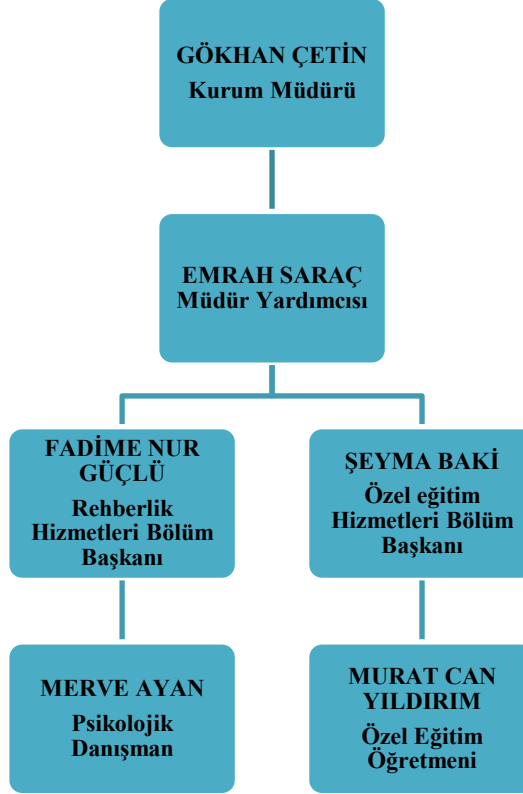 GÖKHAN ÇETİN
Kurum Müdürü
EMRAH SARAÇ
Müdür Yardımcısı
FADİME NUR
GÜÇLÜ
Rehberlik
Hizmetleri Bölüm
Başkanı
ŞEYMA BAKİ
Özel eğitim
Hizmetleri Bölüm
Başkanı
MERVE AYAN
Psikolojik
Danışman
MURAT CAN
YILDIRIM
Özel Eğitim
Öğretmeni